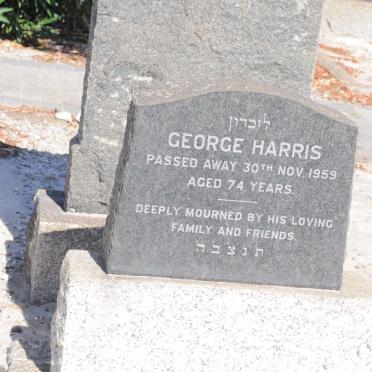 לזכרון
GEORGE HARRIS
PASSED AWAY 30TH NOV. 1959
AGED 74 YEARS.
DEEPLY MOURNED BY HIS LOVING
FAMILY AND FRIENDS.
ת נ צ ב ה